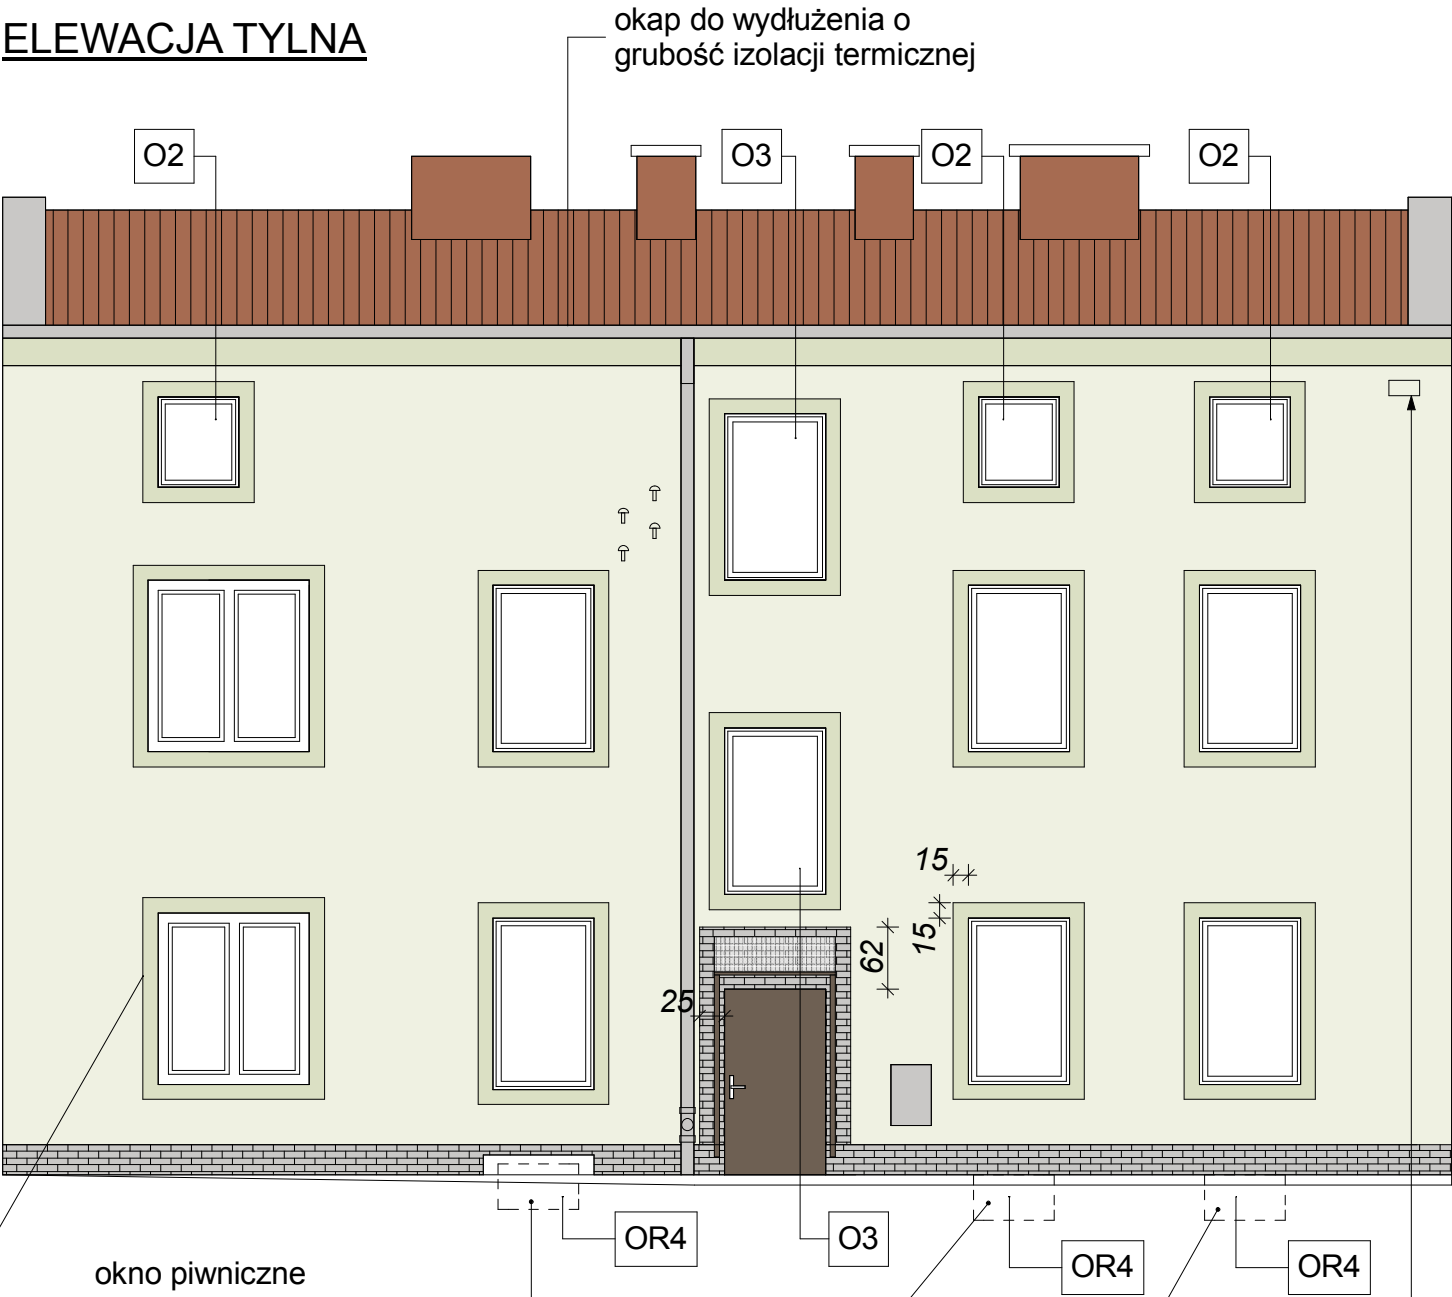 ELEWACJA TYLNA
okap do wydłużenia o
grubość izolacji termicznej
O2
O3
O2
O2
15
15
62
25
OR4
O3
OR4
OR4
okno piwniczne